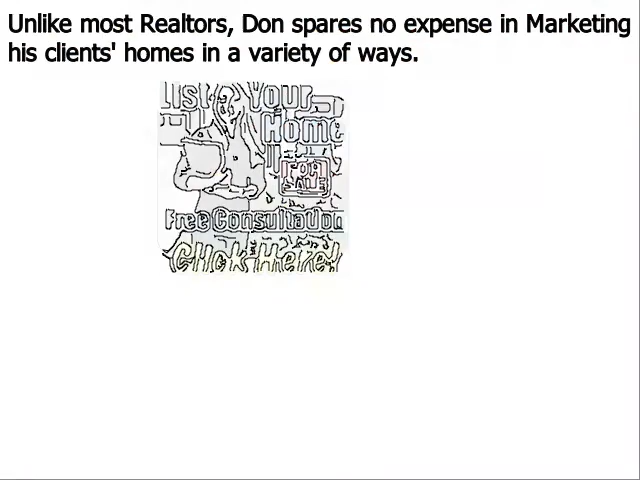 Unlike most Realtors, Don spares no expense in Marketing
his clients' homes in a variety of ways.
List Your
Home
FOR
SALE
Free Consultation
Click Here!